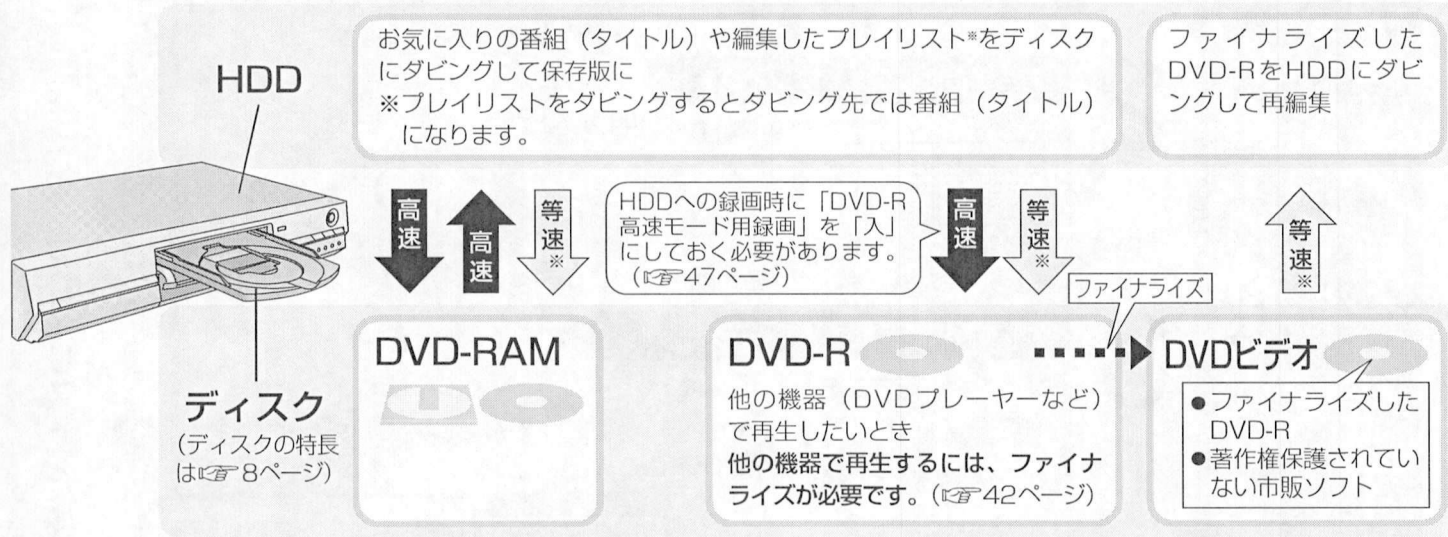 HDD
お気に入りの番組（タイトル）や編集したプレイリスト※をディスク
にダビングして保存版に
※プレイリストをダビングするとダビング先では番組（タイトル）
になります。
ファイナライズした
DVD-RをHDDにダビ
ングして再編集
高速
高速
等速※
HDDへの録画時に「DVD-R
高速モード用録画」を「入」
にしておく必要があります。
（☞47ページ）
高速
等速※
ファイナライズ
等速※
ディスク
（ディスクの特長
は☞8ページ）
DVD-RAM
DVD-R
他の機器（DVDプレーヤーなど）
で再生したいとき
他の機器で再生するには、ファイナ
ライズが必要です。（☞42ページ）
DVDビデオ
●ファイナライズした
DVD-R
●著作権保護されてい
ない市販ソフト